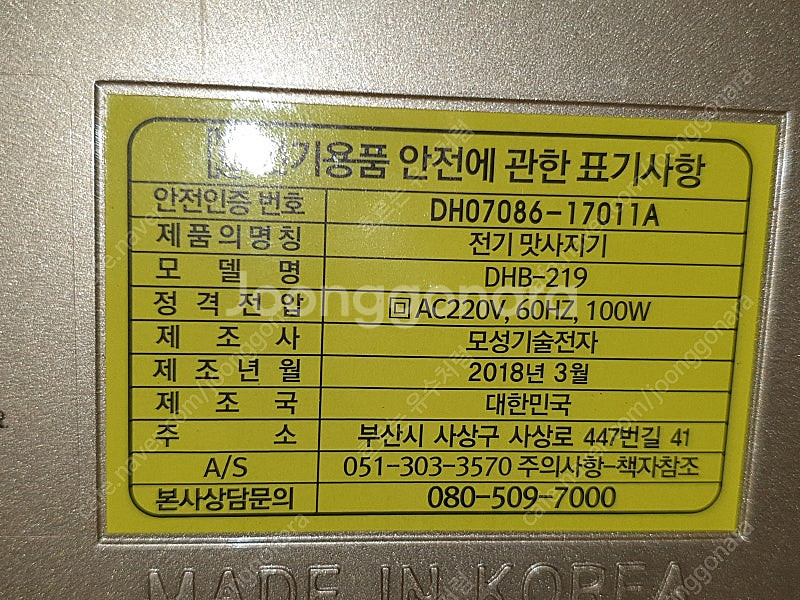 기용품 안전에 관한 표기사항
안전인증 번호 DH07086-17011A
제품의명칭 전기 맛사지기
모델명 DHB-219
정격전압 AC220V, 60HZ, 100W
제조사 모성기술전자
제조년월 2018년 3월
제조국 대한민국
주소 부산시 사상구 사상로 447번길 41
A/S 051-303-3570 주의사항-책자참조
본사상담문의 080-509-7000
MADE IN KOREA
Joonggonara